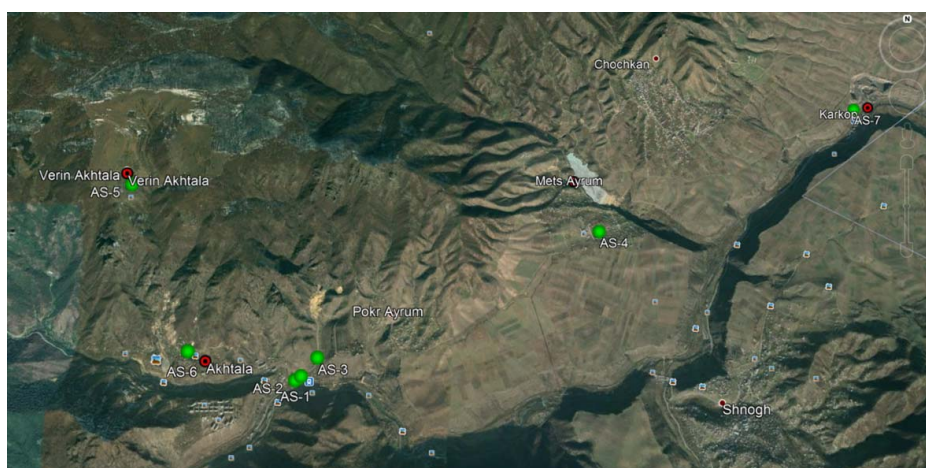 N
Chochkan
Karkop
AS-7
Verin Akhtala
Verin Akhtala
AS-5
Mets Ayrum
AS-4
Pokr Ayrum
AS-6
Akhtala
AS-3
AS-2
AS-1
Shnogh